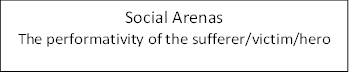 Social Arenas
The performativity of the sufferer/victim/hero